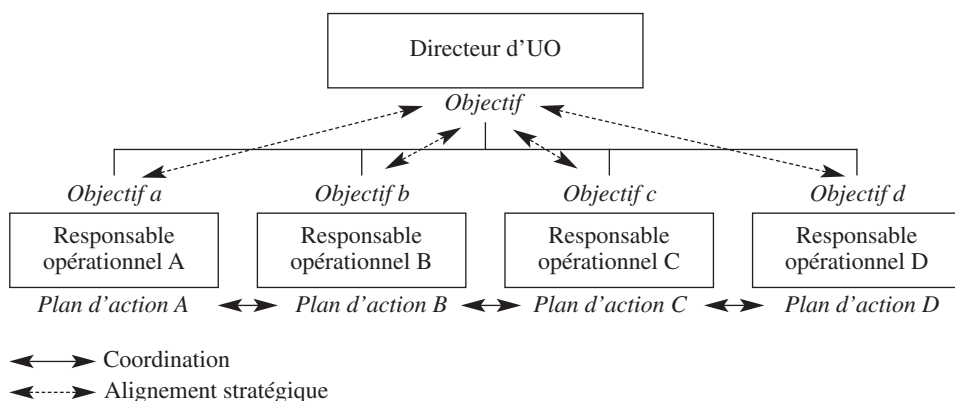 Directeur d’UO
Objectif
Objectif a Objectif b Objectif c Objectif d
Responsable opérationnel A
Responsable opérationnel B
Responsable opérationnel C
Responsable opérationnel D
Plan d’action A Plan d’action B Plan d’action C Plan d’action D
Coordination
Alignement stratégique